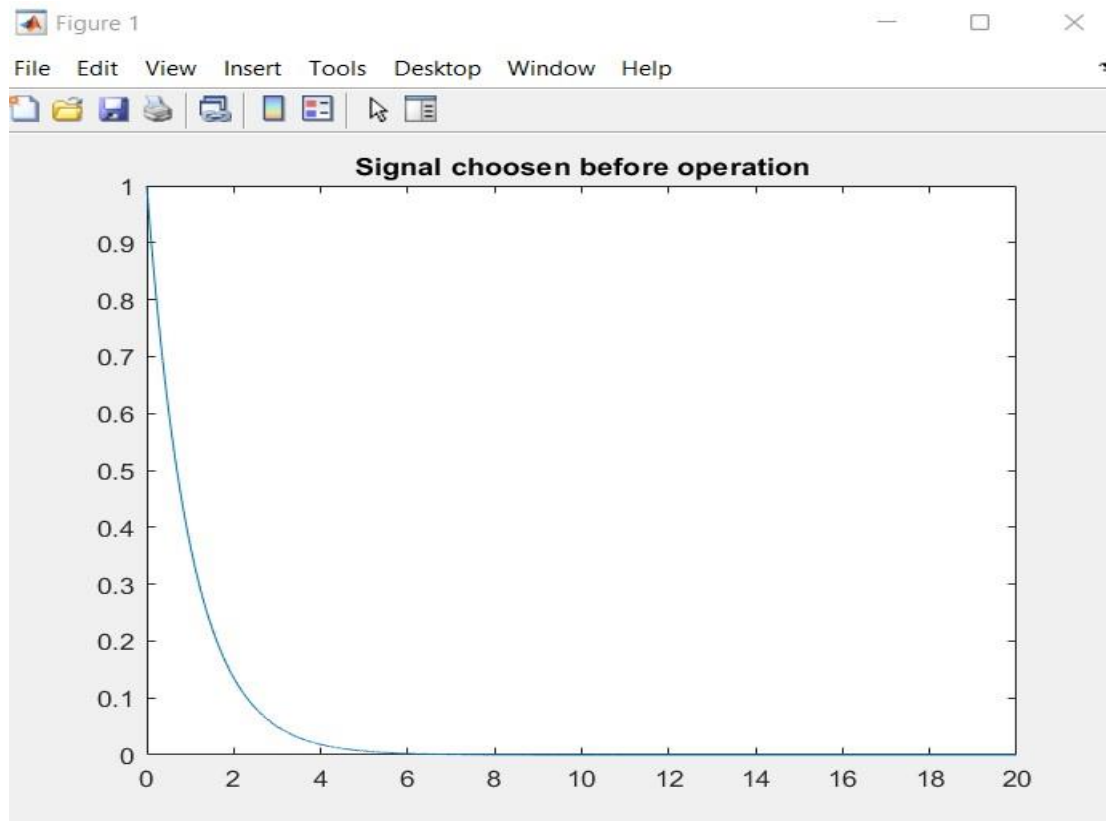 Figure 1
File Edit View Insert Tools Desktop Window Help
Signal choosen before operation
1
0.9
0.8
0.7
0.6
0.5
0.4
0.3
0.2
0.1
0
0 2 4 6 8 10 12 14 16 18 20